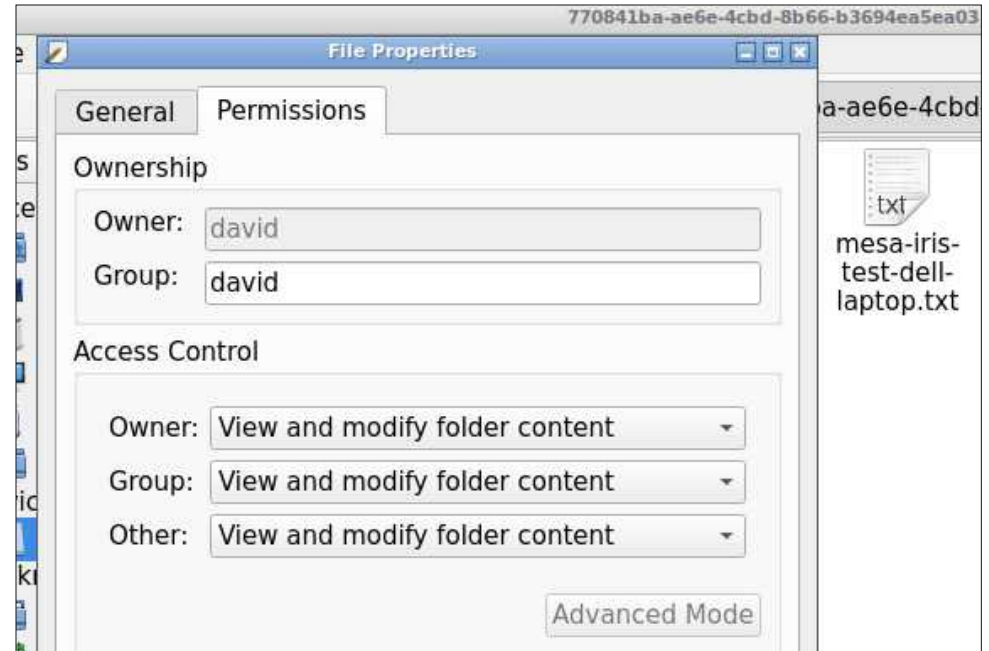 770841ba-ae6e-4cbd-8b66-b3694ea5ea03
File Properties
General
Permissions
a-ae6e-4cbd
Ownership
Owner:
david
Group:
david
txt
mesa-iris-
test-dell-
laptop.txt
Access Control
Owner:
View and modify folder content
Group:
View and modify folder content
Other:
View and modify folder content
Advanced Mode